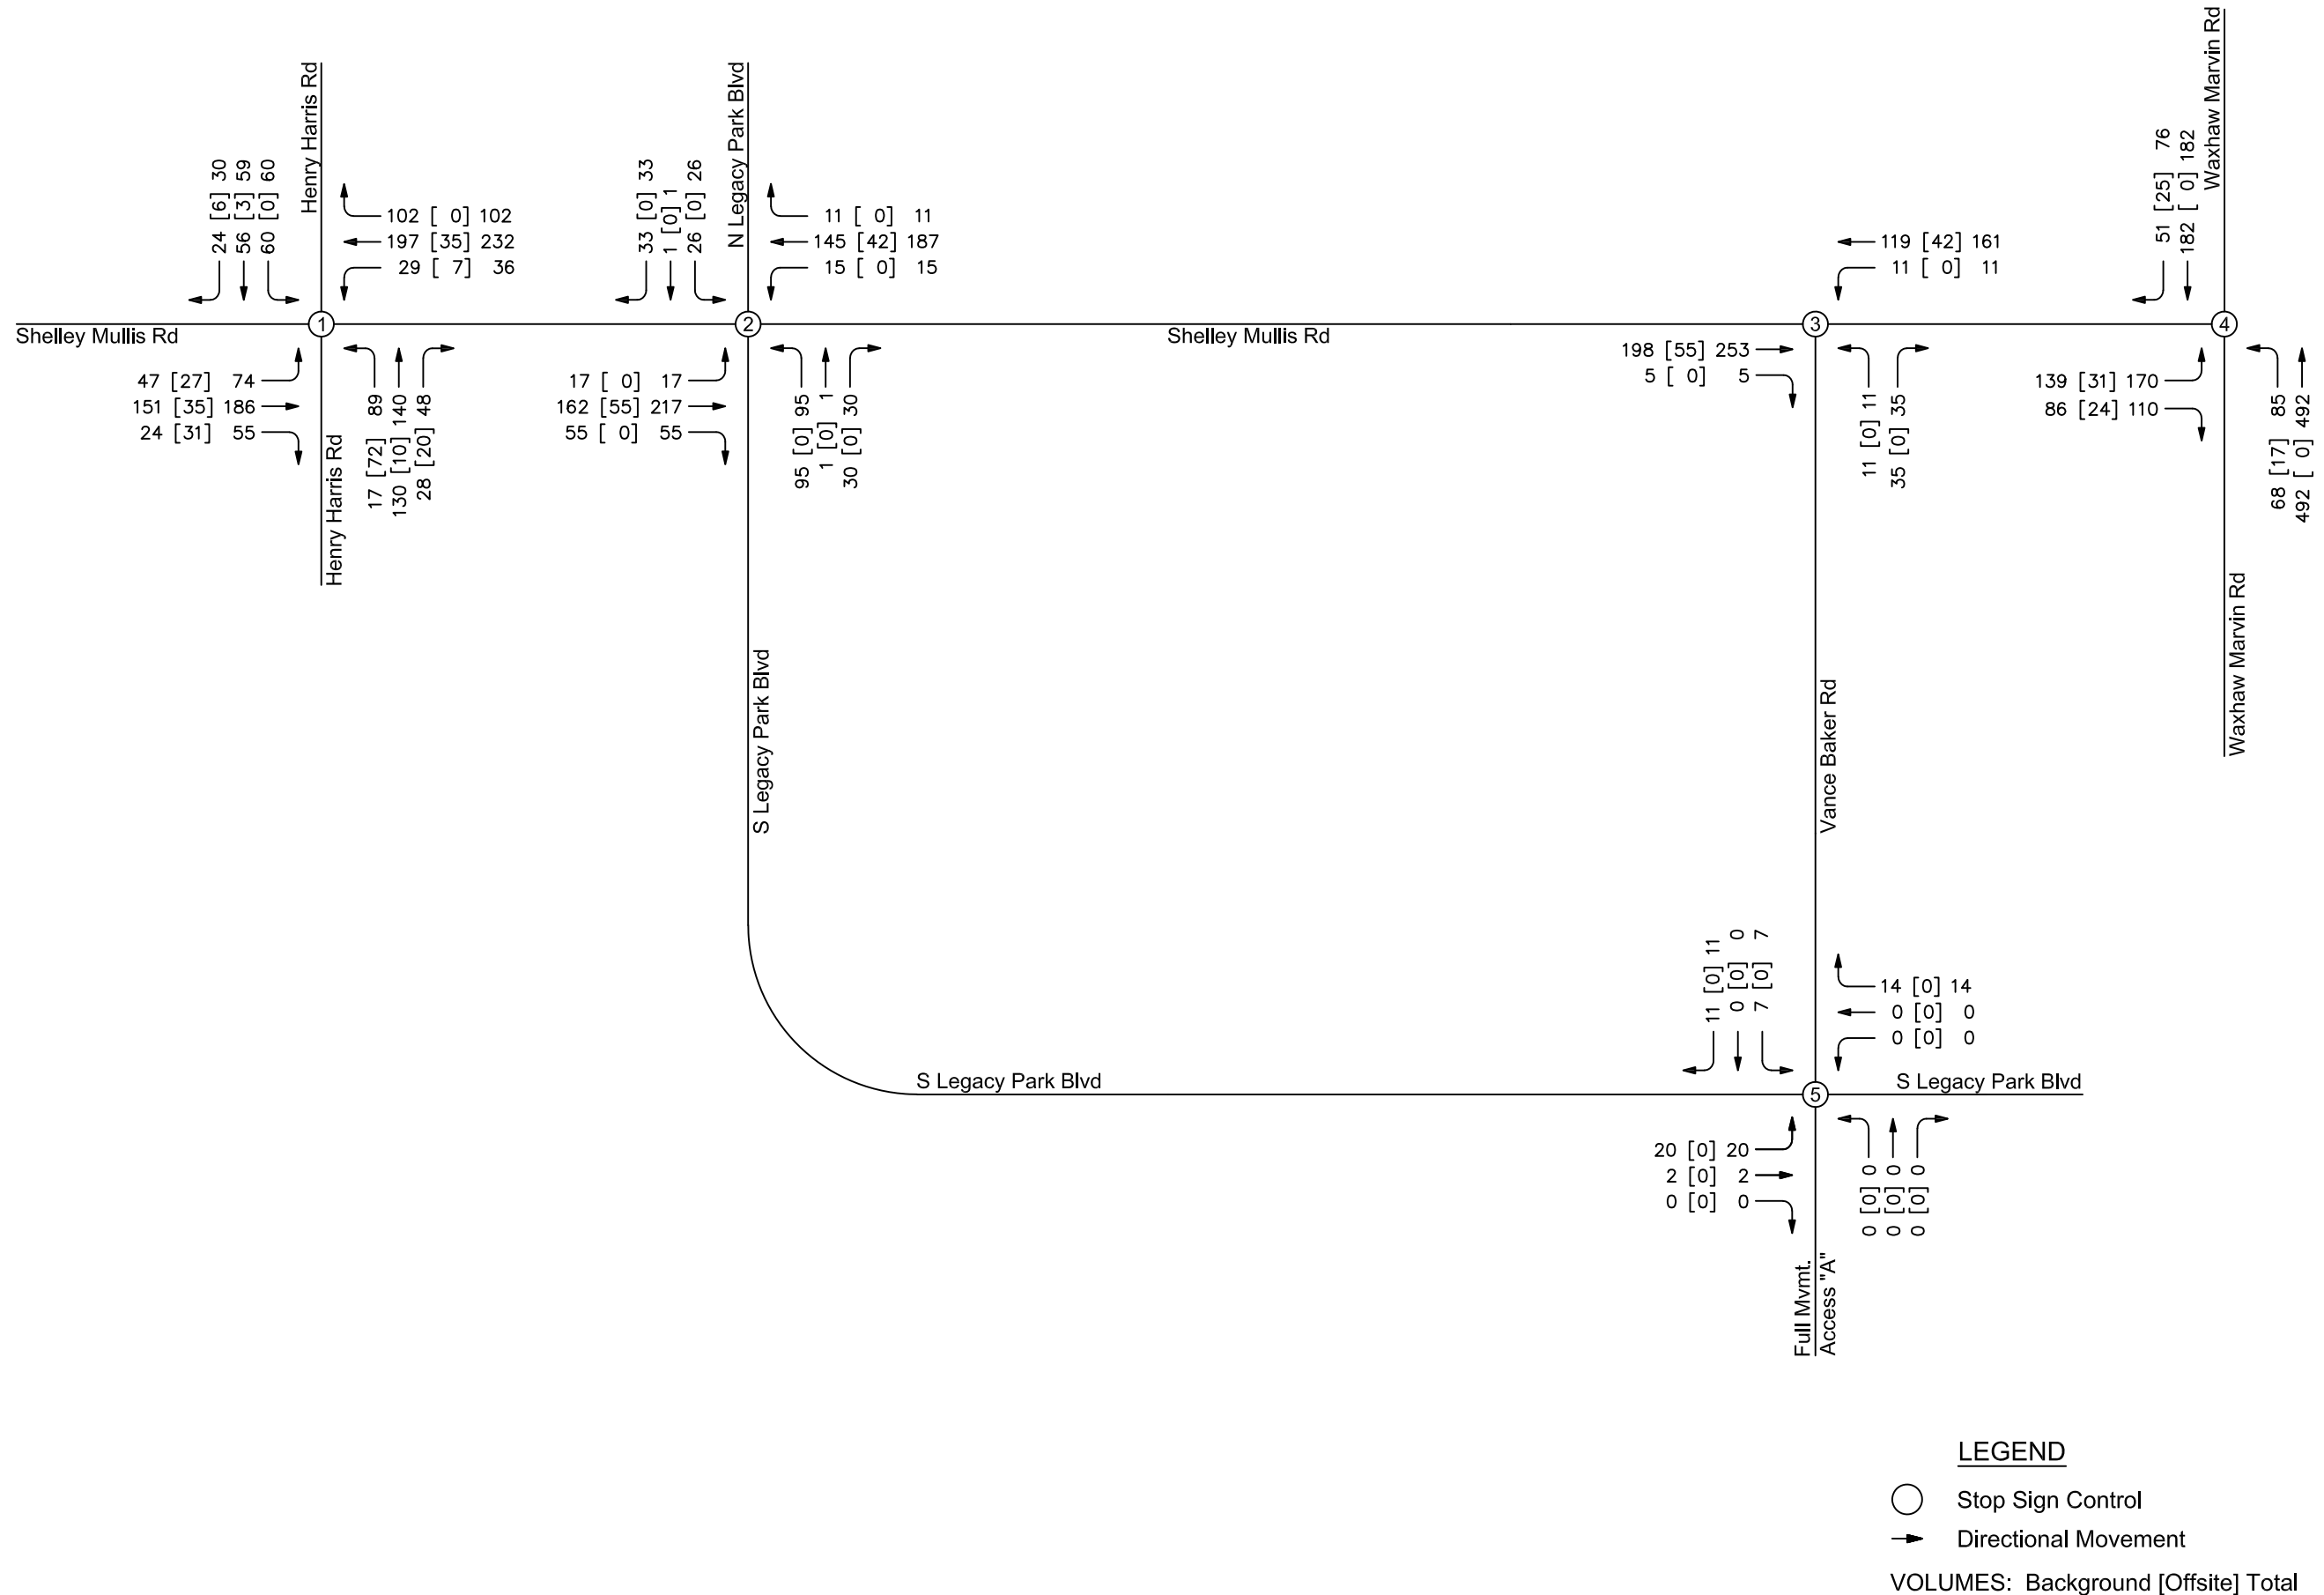 Henry Harris Rd
24 [6] 30
56 [3] 59
60 [0] 60
102 [ 0] 102
197 [35] 232
29 [ 7] 36
1
Shelley Mullis Rd
47 [27] 74
151 [35] 186
24 [31] 55
17 [72] 89
130 [10] 140
28 [20] 48
Henry Harris Rd
N Legacy Park Blvd
33 [0] 33
1 [0] 1
26 [0] 26
11 [ 0] 11
145 [42] 187
15 [ 0] 15
2
17 [ 0] 17
162 [55] 217
55 [ 0] 55
95 [0] 95
1 [0] 1
30 [0] 30
Shelley Mullis Rd
119 [42] 161
11 [ 0] 11
3
198 [55] 253
5 [ 0] 5
11 [0] 11
35 [0] 35
Waxhaw Marvin Rd
51 [25] 76
182 [ 0] 182
4
139 [31] 170
86 [24] 110
68 [17] 85
492 [ 0] 492
Waxhaw Marvin Rd
S Legacy Park Blvd
Vance Baker Rd
11 [0] 11
0 [0] 0
7 [0] 7
14 [0] 14
0 [0] 0
0 [0] 0
S Legacy Park Blvd
5
S Legacy Park Blvd
20 [0] 20
2 [0] 2
0 [0] 0
0 [0] 0
0 [0] 0
0 [0] 0
Full Mvmt.
Access "A"
LEGEND
Stop Sign Control
Directional Movement
VOLUMES: Background [Offsite] Total